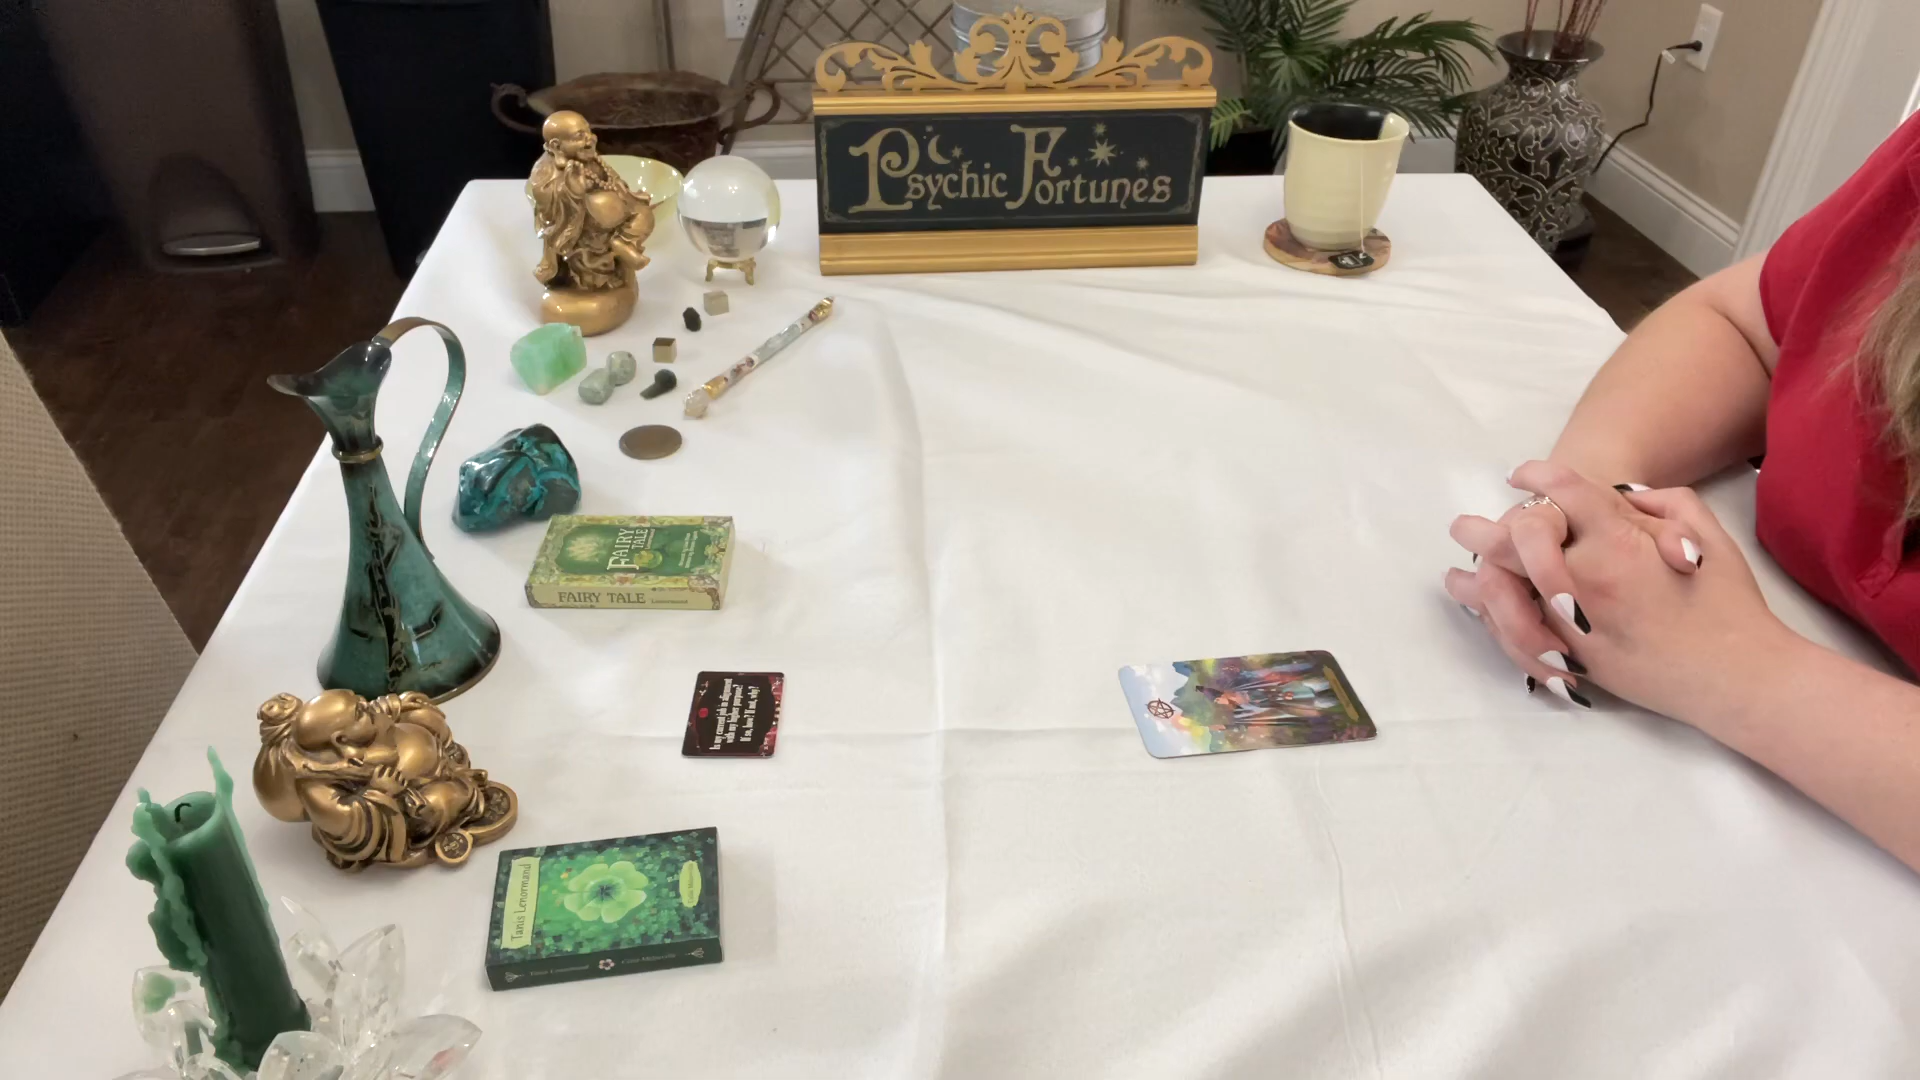 Psychic Fortunes
FAIRY
TALE
FAIRY TALE
Lenormand
Is my current job in alignment
with my higher purpose?
If so, how? If not, why?
Tanis Lenormand